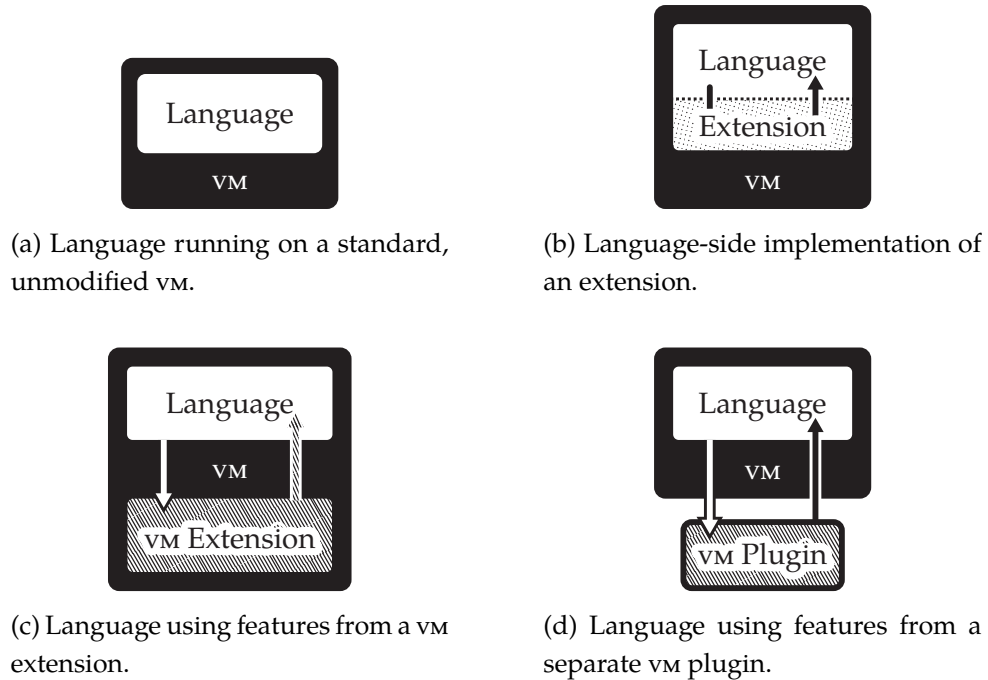 Language
VM
(a) Language running on a standard,
unmodified VM.
Language
Extension
VM
(b) Language-side implementation of
an extension.
Language
VM
VM Extension
(c) Language using features from a VM
extension.
Language
VM
VM Plugin
(d) Language using features from a
separate VM plugin.